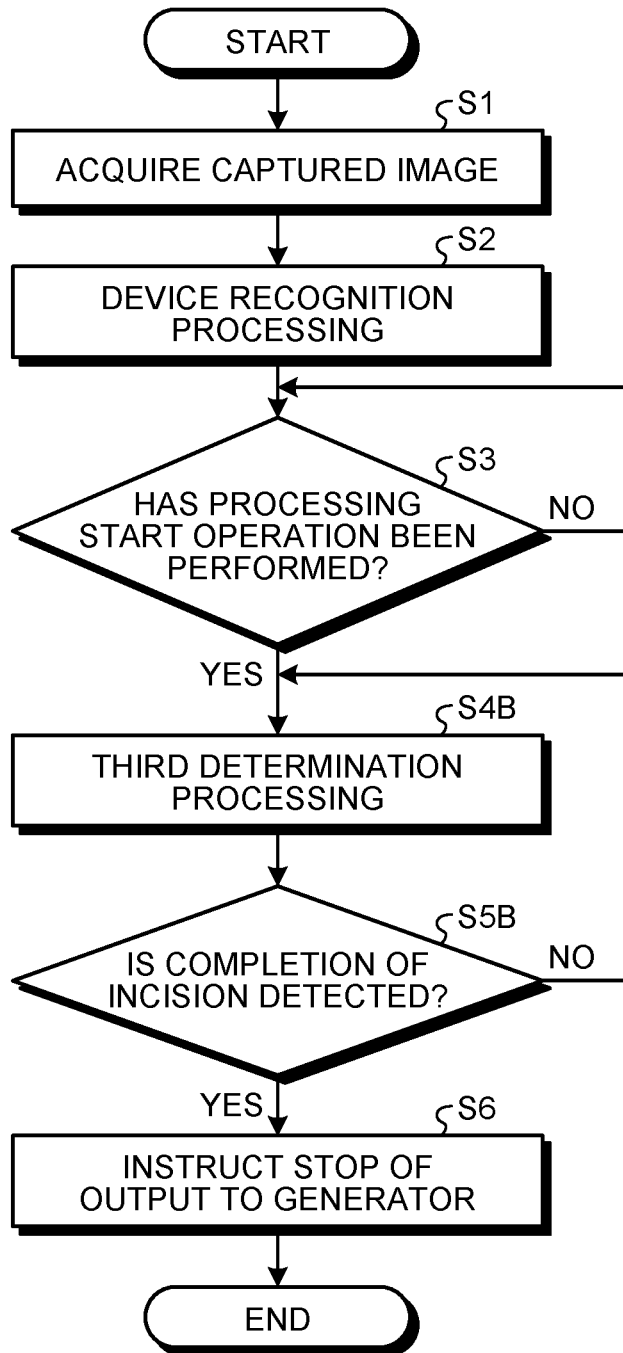 START
S1
ACQUIRE CAPTURED IMAGE
S2
DEVICE RECOGNITION
PROCESSING
S3
HAS PROCESSING
START OPERATION BEEN
PERFORMED?
NO
YES
S4B
THIRD DETERMINATION
PROCESSING
S5B
IS COMPLETION OF
INCISION DETECTED?
NO
YES
S6
INSTRUCT STOP OF
OUTPUT TO GENERATOR
END